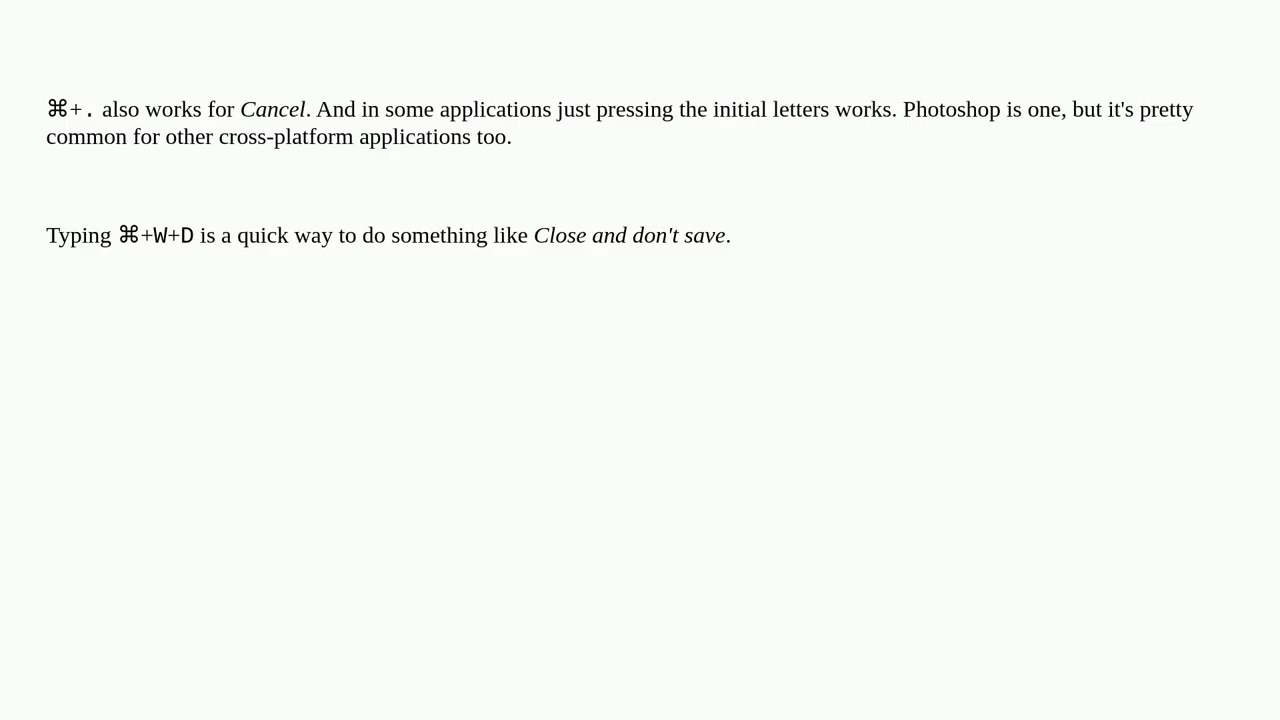 ⌘+. also works for Cancel. And in some applications just pressing the initial letters works. Photoshop is one, but it's pretty
common for other cross-platform applications too.
Typing ⌘+W+D is a quick way to do something like Close and don't save.